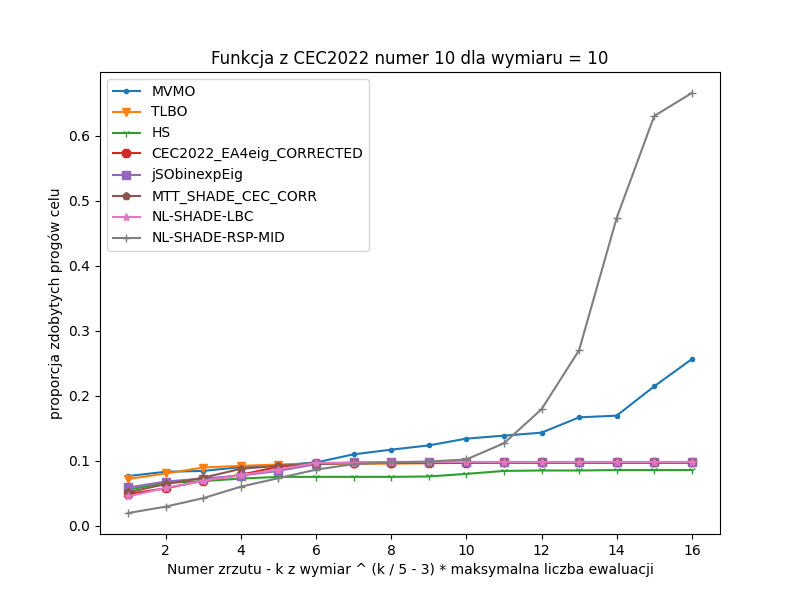 Funkcja z CEC2022 numer 10 dla wymiaru = 10
MVMO
TLBO
HS
CEC2022_EA4eig_CORRECTED
jSObinexpEig
MTT_SHADE_CEC_CORR
NL-SHADE-LBC
NL-SHADE-RSP-MID
proporcja zdobytych progów celu
0.6
0.5
0.4
0.3
0.2
0.1
0.0
2 4 6 8 10 12 14 16
Numer zrzutu - k z wymiar ^ (k / 5 - 3) * maksymalna liczba ewaluacji